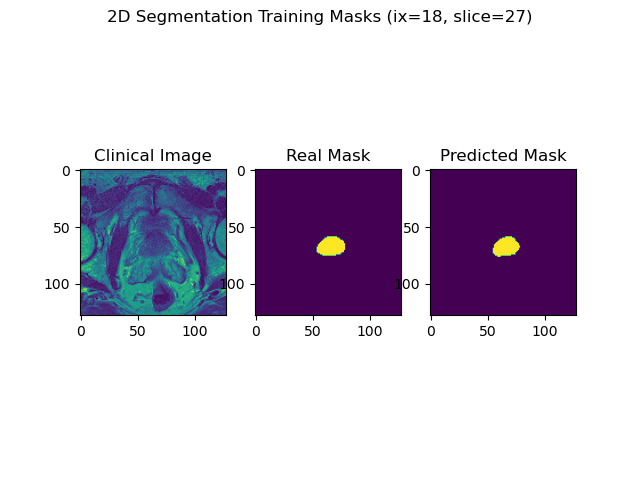 2D Segmentation Training Masks (ix=18, slice=27)
Clinical Image Real Mask Predicted Mask
0 0 0
50 50 50
100 100 100
0 50 100 0 50 100 0 50 100